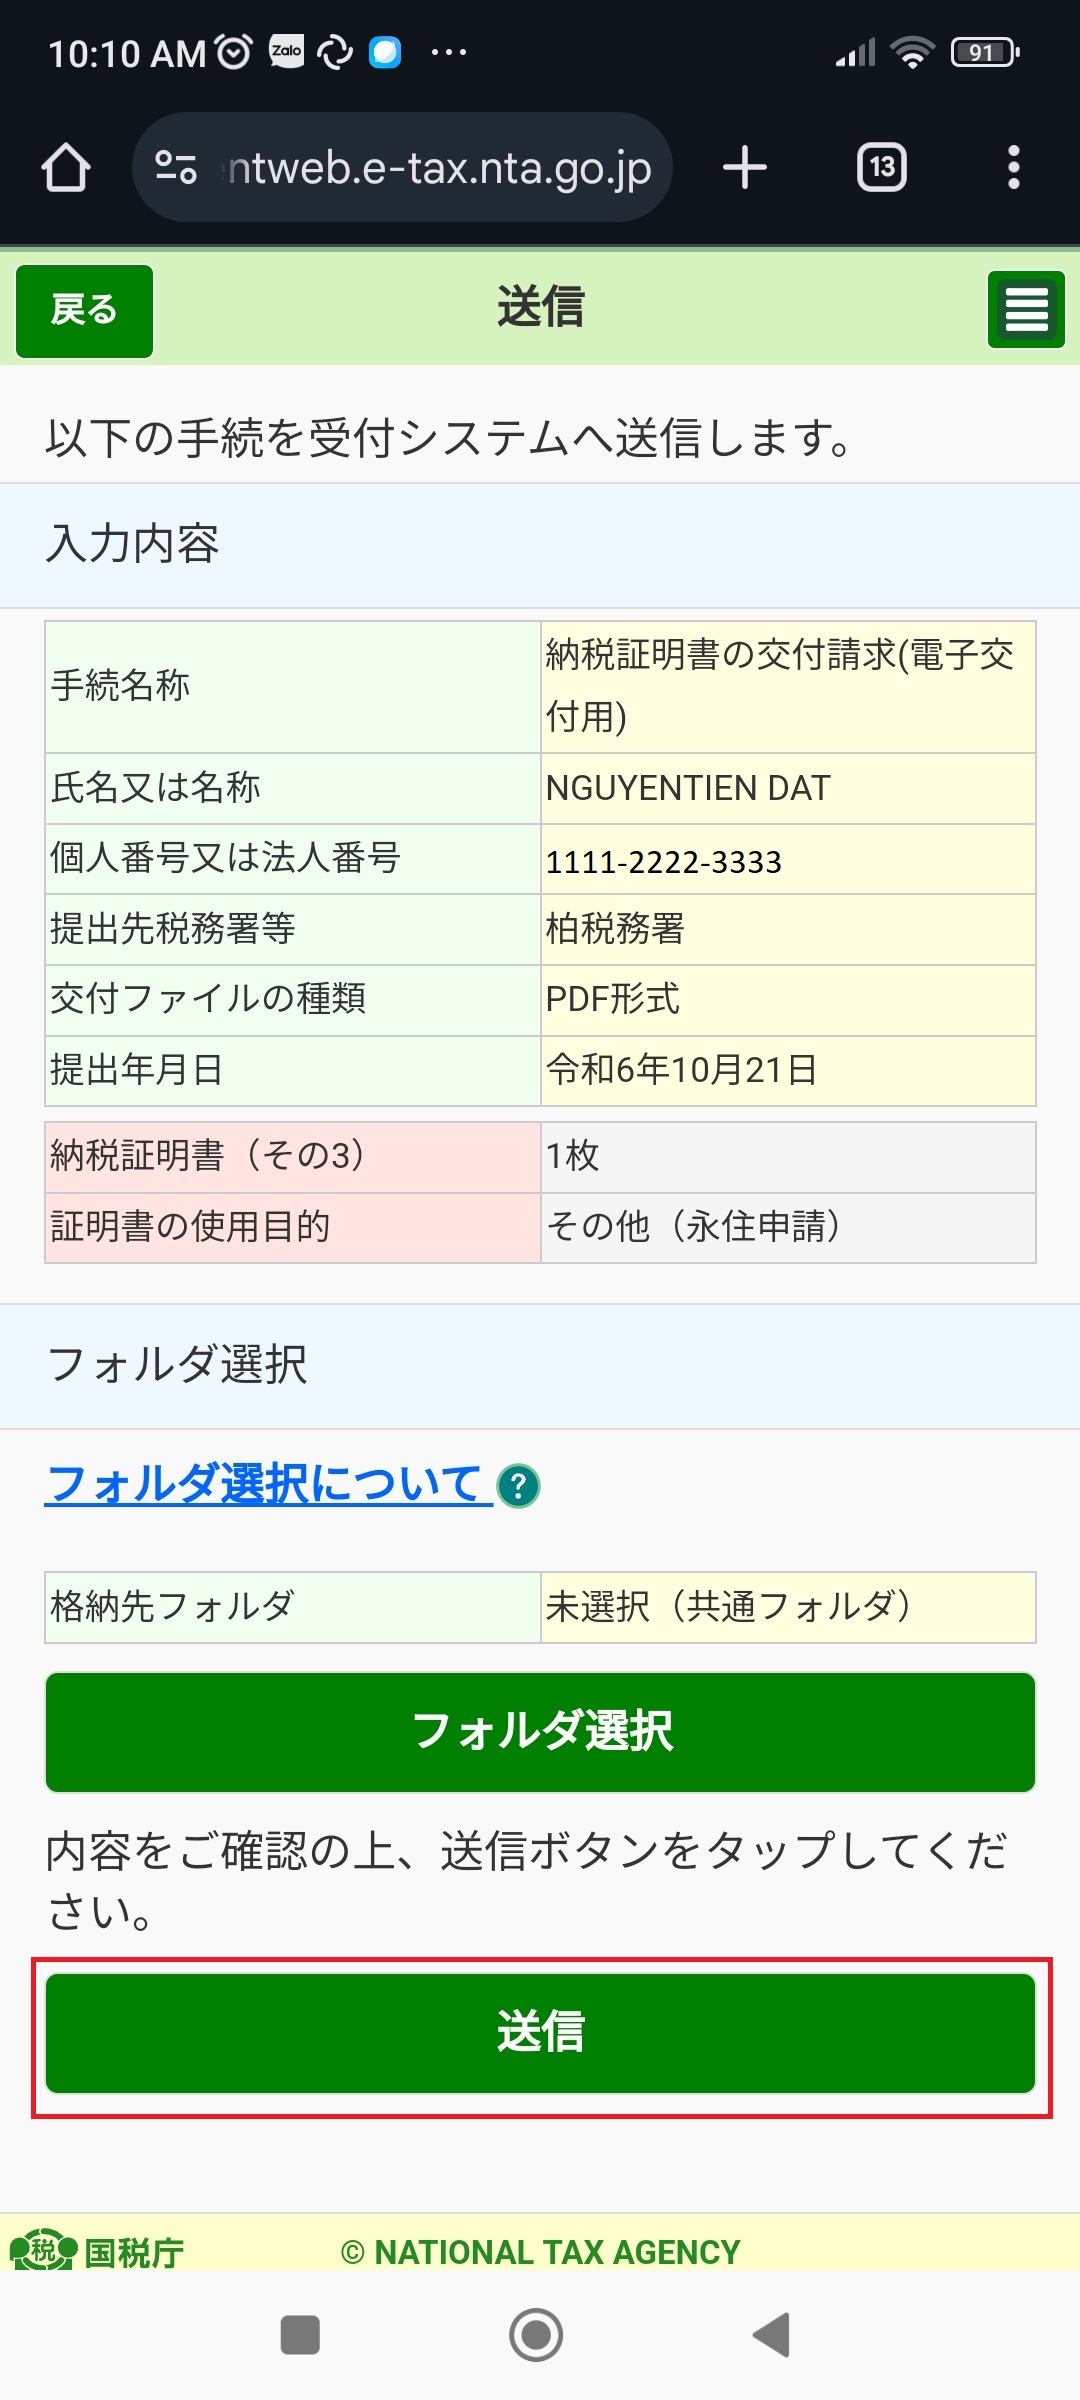 10:10 AM Zalo 91
ntweb.e-tax.nta.go.jp 13
戻る 送信
以下の手続を受付システムへ送信します。
入力内容
手続名称 納税証明書の交付請求(電子交
付用)
氏名又は名称 NGUYENTIEN DAT
個人番号又は法人番号 1111-2222-3333
提出先税務署等 柏税務署
交付ファイルの種類 PDF形式
提出年月日 令和6年10月21日
納税証明書（その3） 1枚
証明書の使用目的 その他（永住申請）
フォルダ選択
フォルダ選択について ?
格納先フォルダ 未選択（共通フォルダ）
フォルダ選択
内容をご確認の上、送信ボタンをタップしてくだ
さい。
送信
税 国税庁 © NATIONAL TAX AGENCY